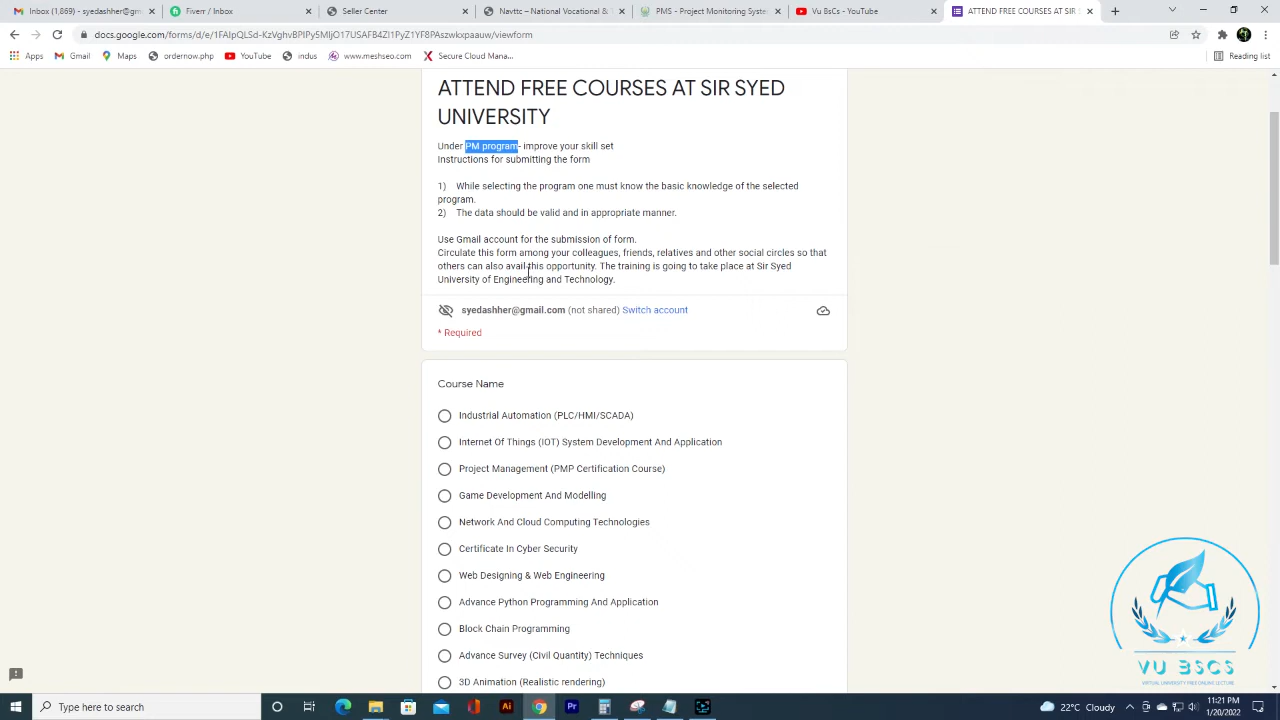 Inbox (1,869) - syedashher@gm
Fiverr / Inbox
Seller Center
Navttc – National Vocational &
PMS - Project Monitoring System
Vu BsCs - YouTube
ATTEND FREE COURSES AT SIR
docs.google.com/forms/d/e/1FAIpQLSd-KzVghvBPIPy5MIjO17USAFB4ZI1PyZ1YF8PAszwkxpaauw/viewform
Apps
Gmail
Maps
ordernow.php
YouTube
indus
www.meshseo.com
Secure Coding Ma...
Reading list
ATTEND FREE COURSES AT SIR SYED
UNIVERSITY
Under PM program- improve your skill set
Instructions for submitting the form
1) While selecting the program one must know the basic knowledge of the selected
program.
2) The data should be valid and in appropriate manner.
Use Gmail account for the submission of form.
Circulate this form among your colleagues, friends, relatives and other social circles so that
others can also avail this opportunity. The training is going to take place at Sir Syed
University of Engineering and Technology.
syedashher@gmail.com (not shared) Switch account
* Required
Course Name
Industrial Automation (PLC/HMI/SCADA)
Internet Of Things (IOT) System Development And Application
Project Management (PMP Certification Course)
Game Development And Modelling
Network And Cloud Computing Technologies
Certificate In Cyber Security
Web Designing & Web Engineering
Advance Python Programming And Application
Block Chain Programming
Advance Survey (Civil Quantity) Techniques
3D Animation (Realistic rendering)
VU BSCS
VIRTUAL UNIVERSITY FREE ONLINE LECTURE
Type here to search
22°C Cloudy
11:21 PM
1/20/2022